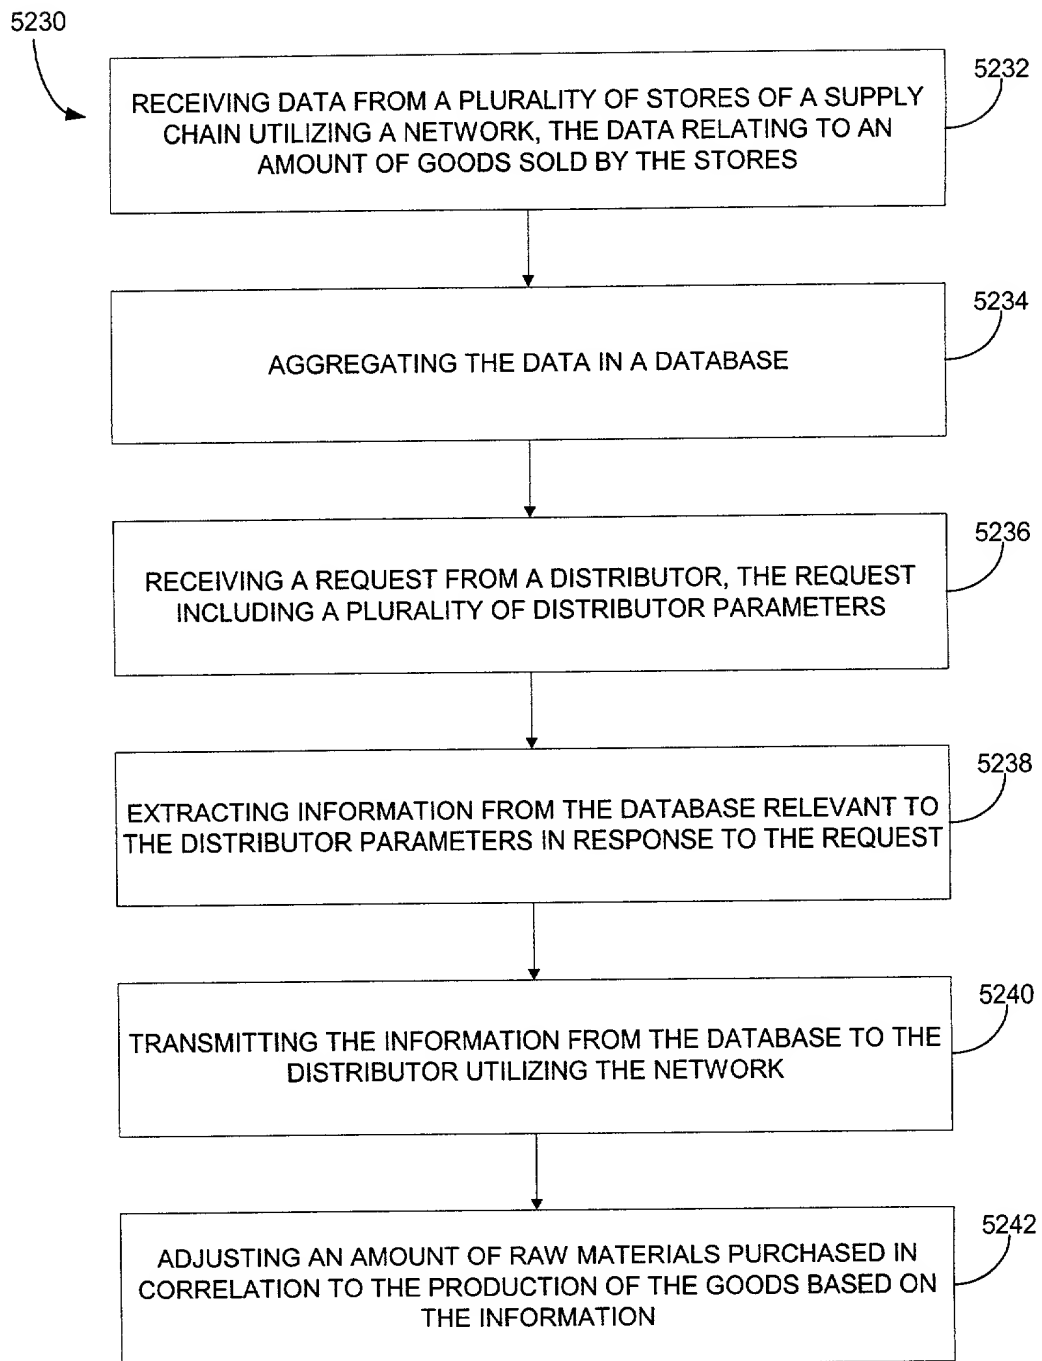 5230
5232
RECEIVING DATA FROM A PLURALITY OF STORES OF A SUPPLY
CHAIN UTILIZING A NETWORK, THE DATA RELATING TO AN
AMOUNT OF GOODS SOLD BY THE STORES
5234
AGGREGATING THE DATA IN A DATABASE
5236
RECEIVING A REQUEST FROM A DISTRIBUTOR, THE REQUEST
INCLUDING A PLURALITY OF DISTRIBUTOR PARAMETERS
5238
EXTRACTING INFORMATION FROM THE DATABASE RELEVANT TO
THE DISTRIBUTOR PARAMETERS IN RESPONSE TO THE REQUEST
5240
TRANSMITTING THE INFORMATION FROM THE DATABASE TO THE
DISTRIBUTOR UTILIZING THE NETWORK
5242
ADJUSTING AN AMOUNT OF RAW MATERIALS PURCHASED IN
CORRELATION TO THE PRODUCTION OF THE GOODS BASED ON
THE INFORMATION